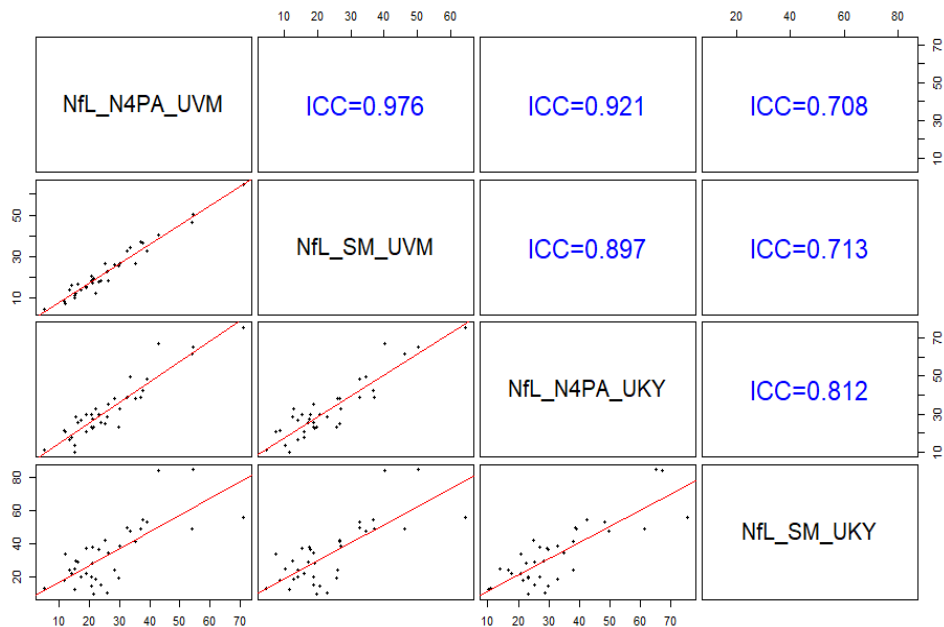 10 20 30 40 50 60
20 40 60 80
NfL_N4PA_UVM
ICC=0.976
ICC=0.921
ICC=0.708
70
50
30
10
NfL_SM_UVM
ICC=0.897
ICC=0.713
50
30
10
NfL_N4PA_UKY
ICC=0.812
70
50
30
10
NfL_SM_UKY
80
60
40
20
10 20 30 40 50 60 70
10 20 30 40 50 60 70